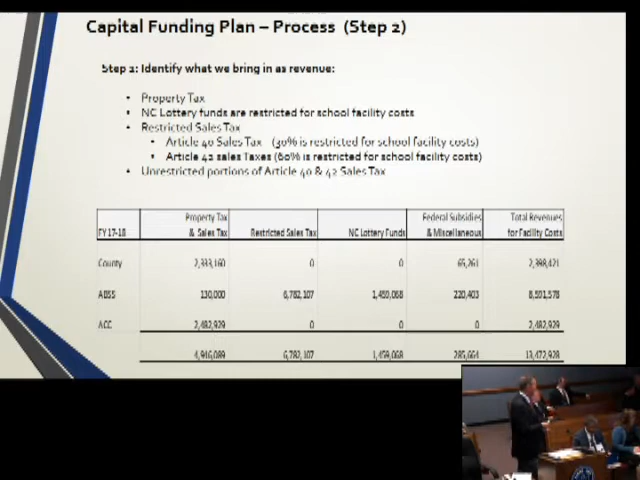 Capital Funding Plan – Process (Step 2)
Step 2: Identify what we bring in as revenue:
• Property Tax
• NC Lottery funds are restricted for school facility costs
• Restricted Sales Tax
• Article 40 Sales Tax (30% is restricted for school facility costs)
• Article 42 sales Taxes (60% is restricted for school facility costs)
• Unrestricted portions of Article 40 & 42 Sales Tax
FY 17-18 Property Tax & Sales Tax Restricted Sales Tax NC Lottery Funds Federal Subsidies & Miscellaneous Total Revenues for Facility Costs
County 2,333,160 0 0 65,261 2,398,421
ABSS 130,000 6,782,107 1,459,068 220,403 8,591,578
ACC 2,482,929 0 0 0 2,482,929
4,946,089 6,782,107 1,459,068 285,664 13,472,928